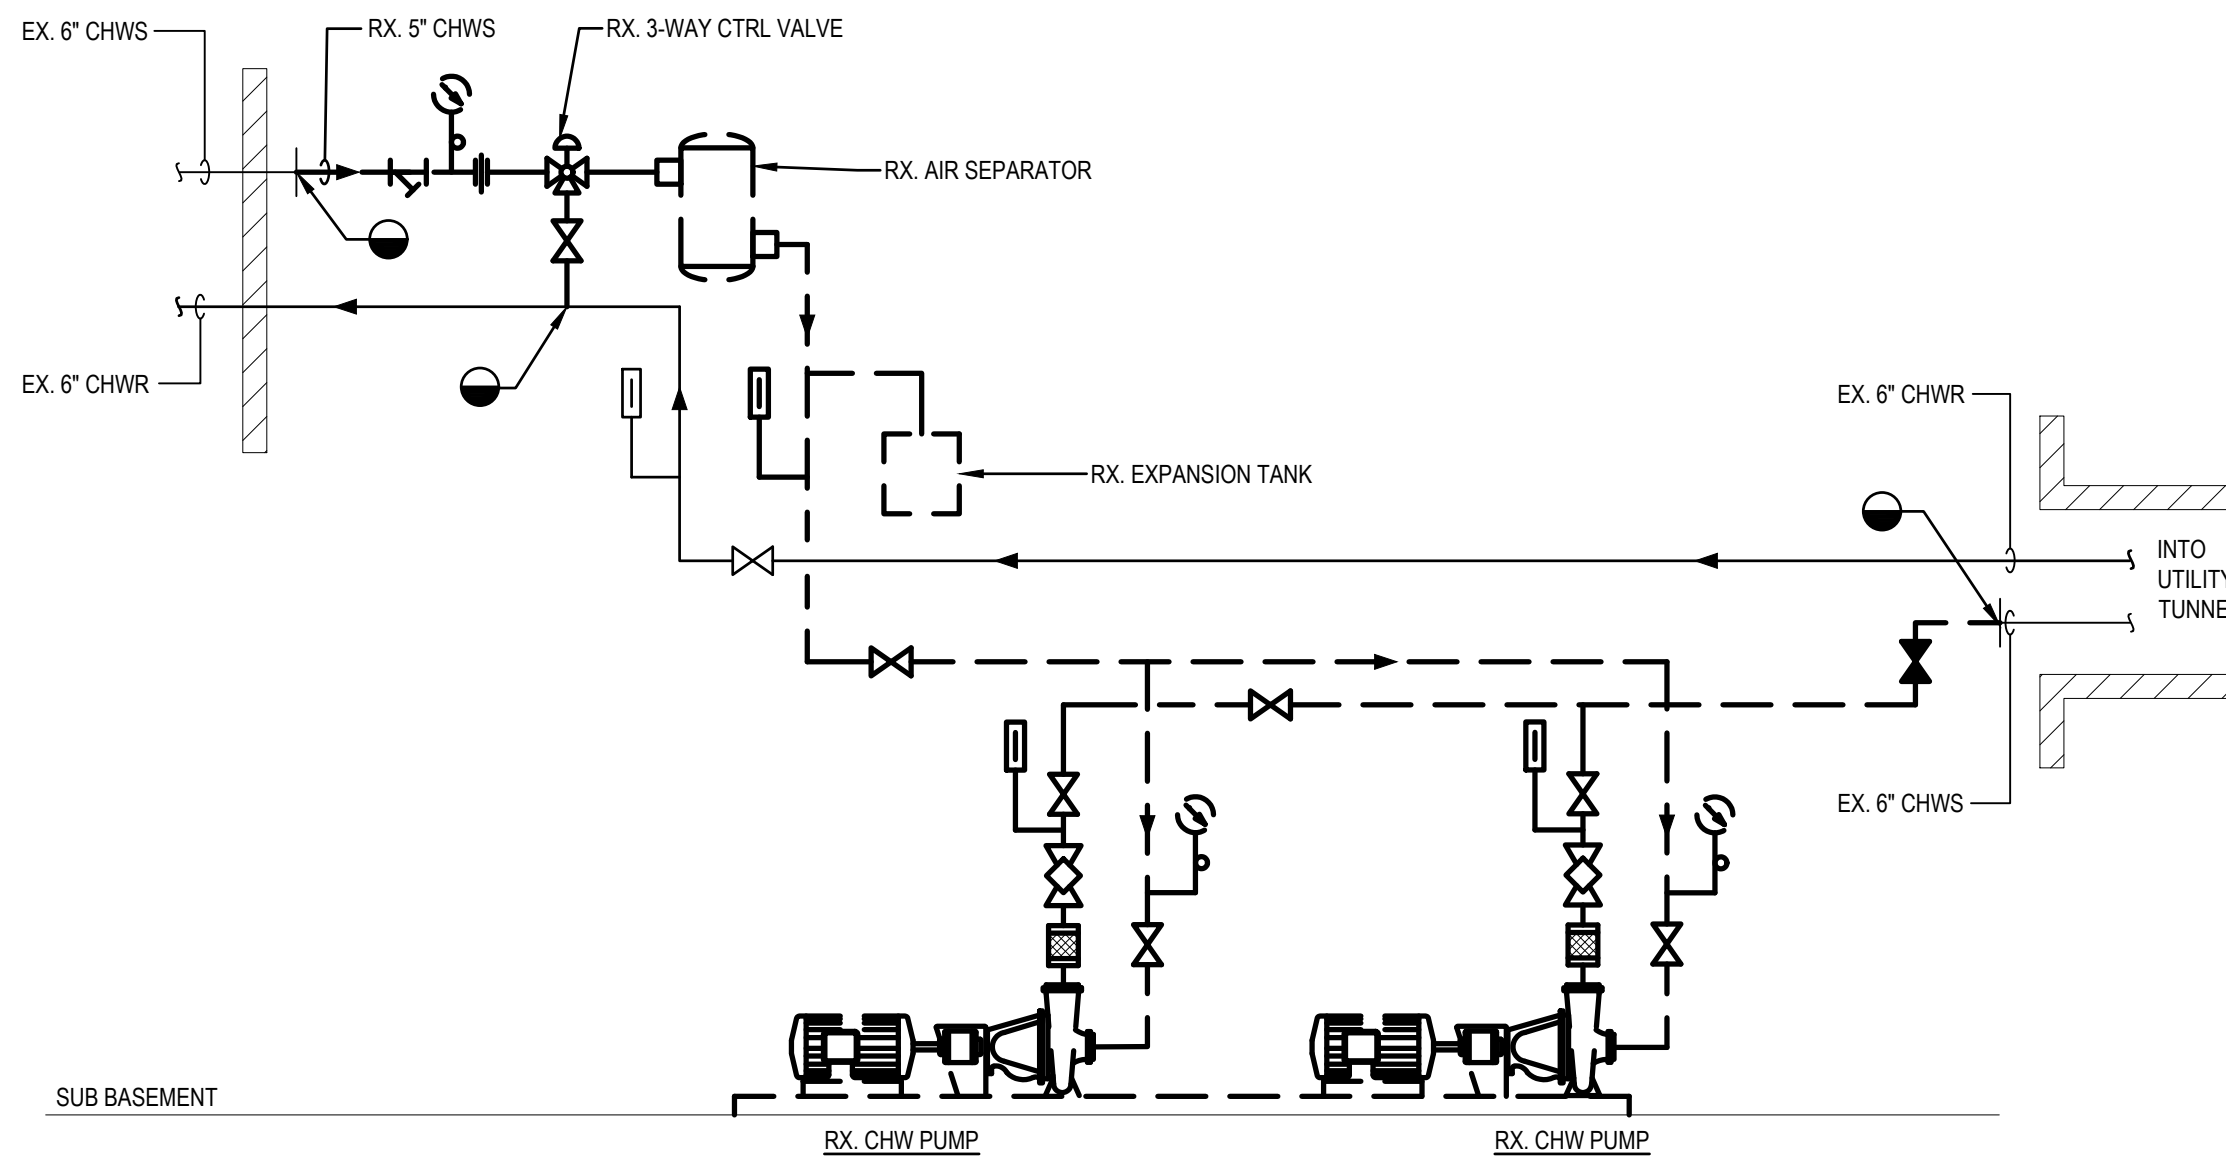 EX. 6" CHWS
RX. 5" CHWS
RX. 3-WAY CTRL VALVE
RX. AIR SEPARATOR
EX. 6" CHWR
EX. 6" CHWR
RX. EXPANSION TANK
INTO
UTILITY
TUNNE
EX. 6" CHWS
SUB BASEMENT
RX. CHW PUMP
RX. CHW PUMP